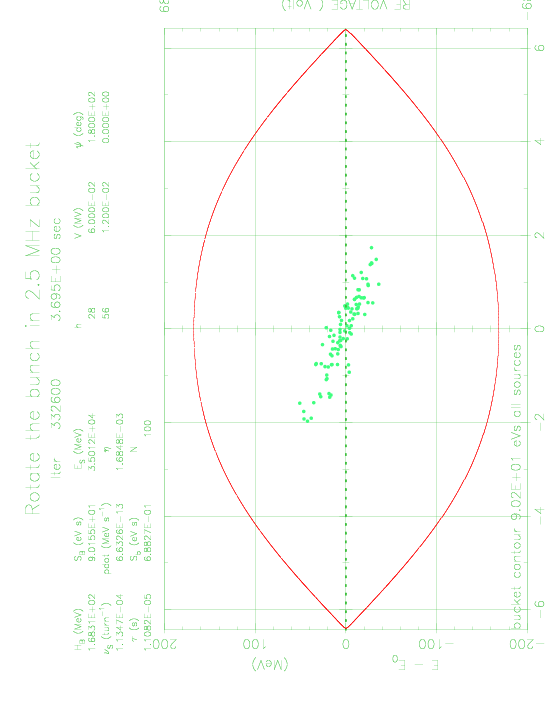 Rotate the bunch in 2.5 MHz bucket
Iter 332600 3.695E+00 sec
H_B (MeV) S_B (eV s) E_s (MeV) h V (MV) ψ (deg)
1.6831E+02 9.0155E+01 3.5012E+04 28 6.000E-02 1.800E+02
ν_s (turn⁻¹) pdot (MeV s⁻¹) η 56 1.200E-02 0.000E+00
1.1347E-04 6.6326E-13 1.6848E-03
τ (s) S_b (eV s) N
1.1082E-05 6.8827E-01 100
200
100
0
-100
-200
E - E_0 (MeV)
RF VOLTAGE ( Volt)
-6 -4 -2 0 2 4 6
bucket contour 9.02E+01 eVs all sources